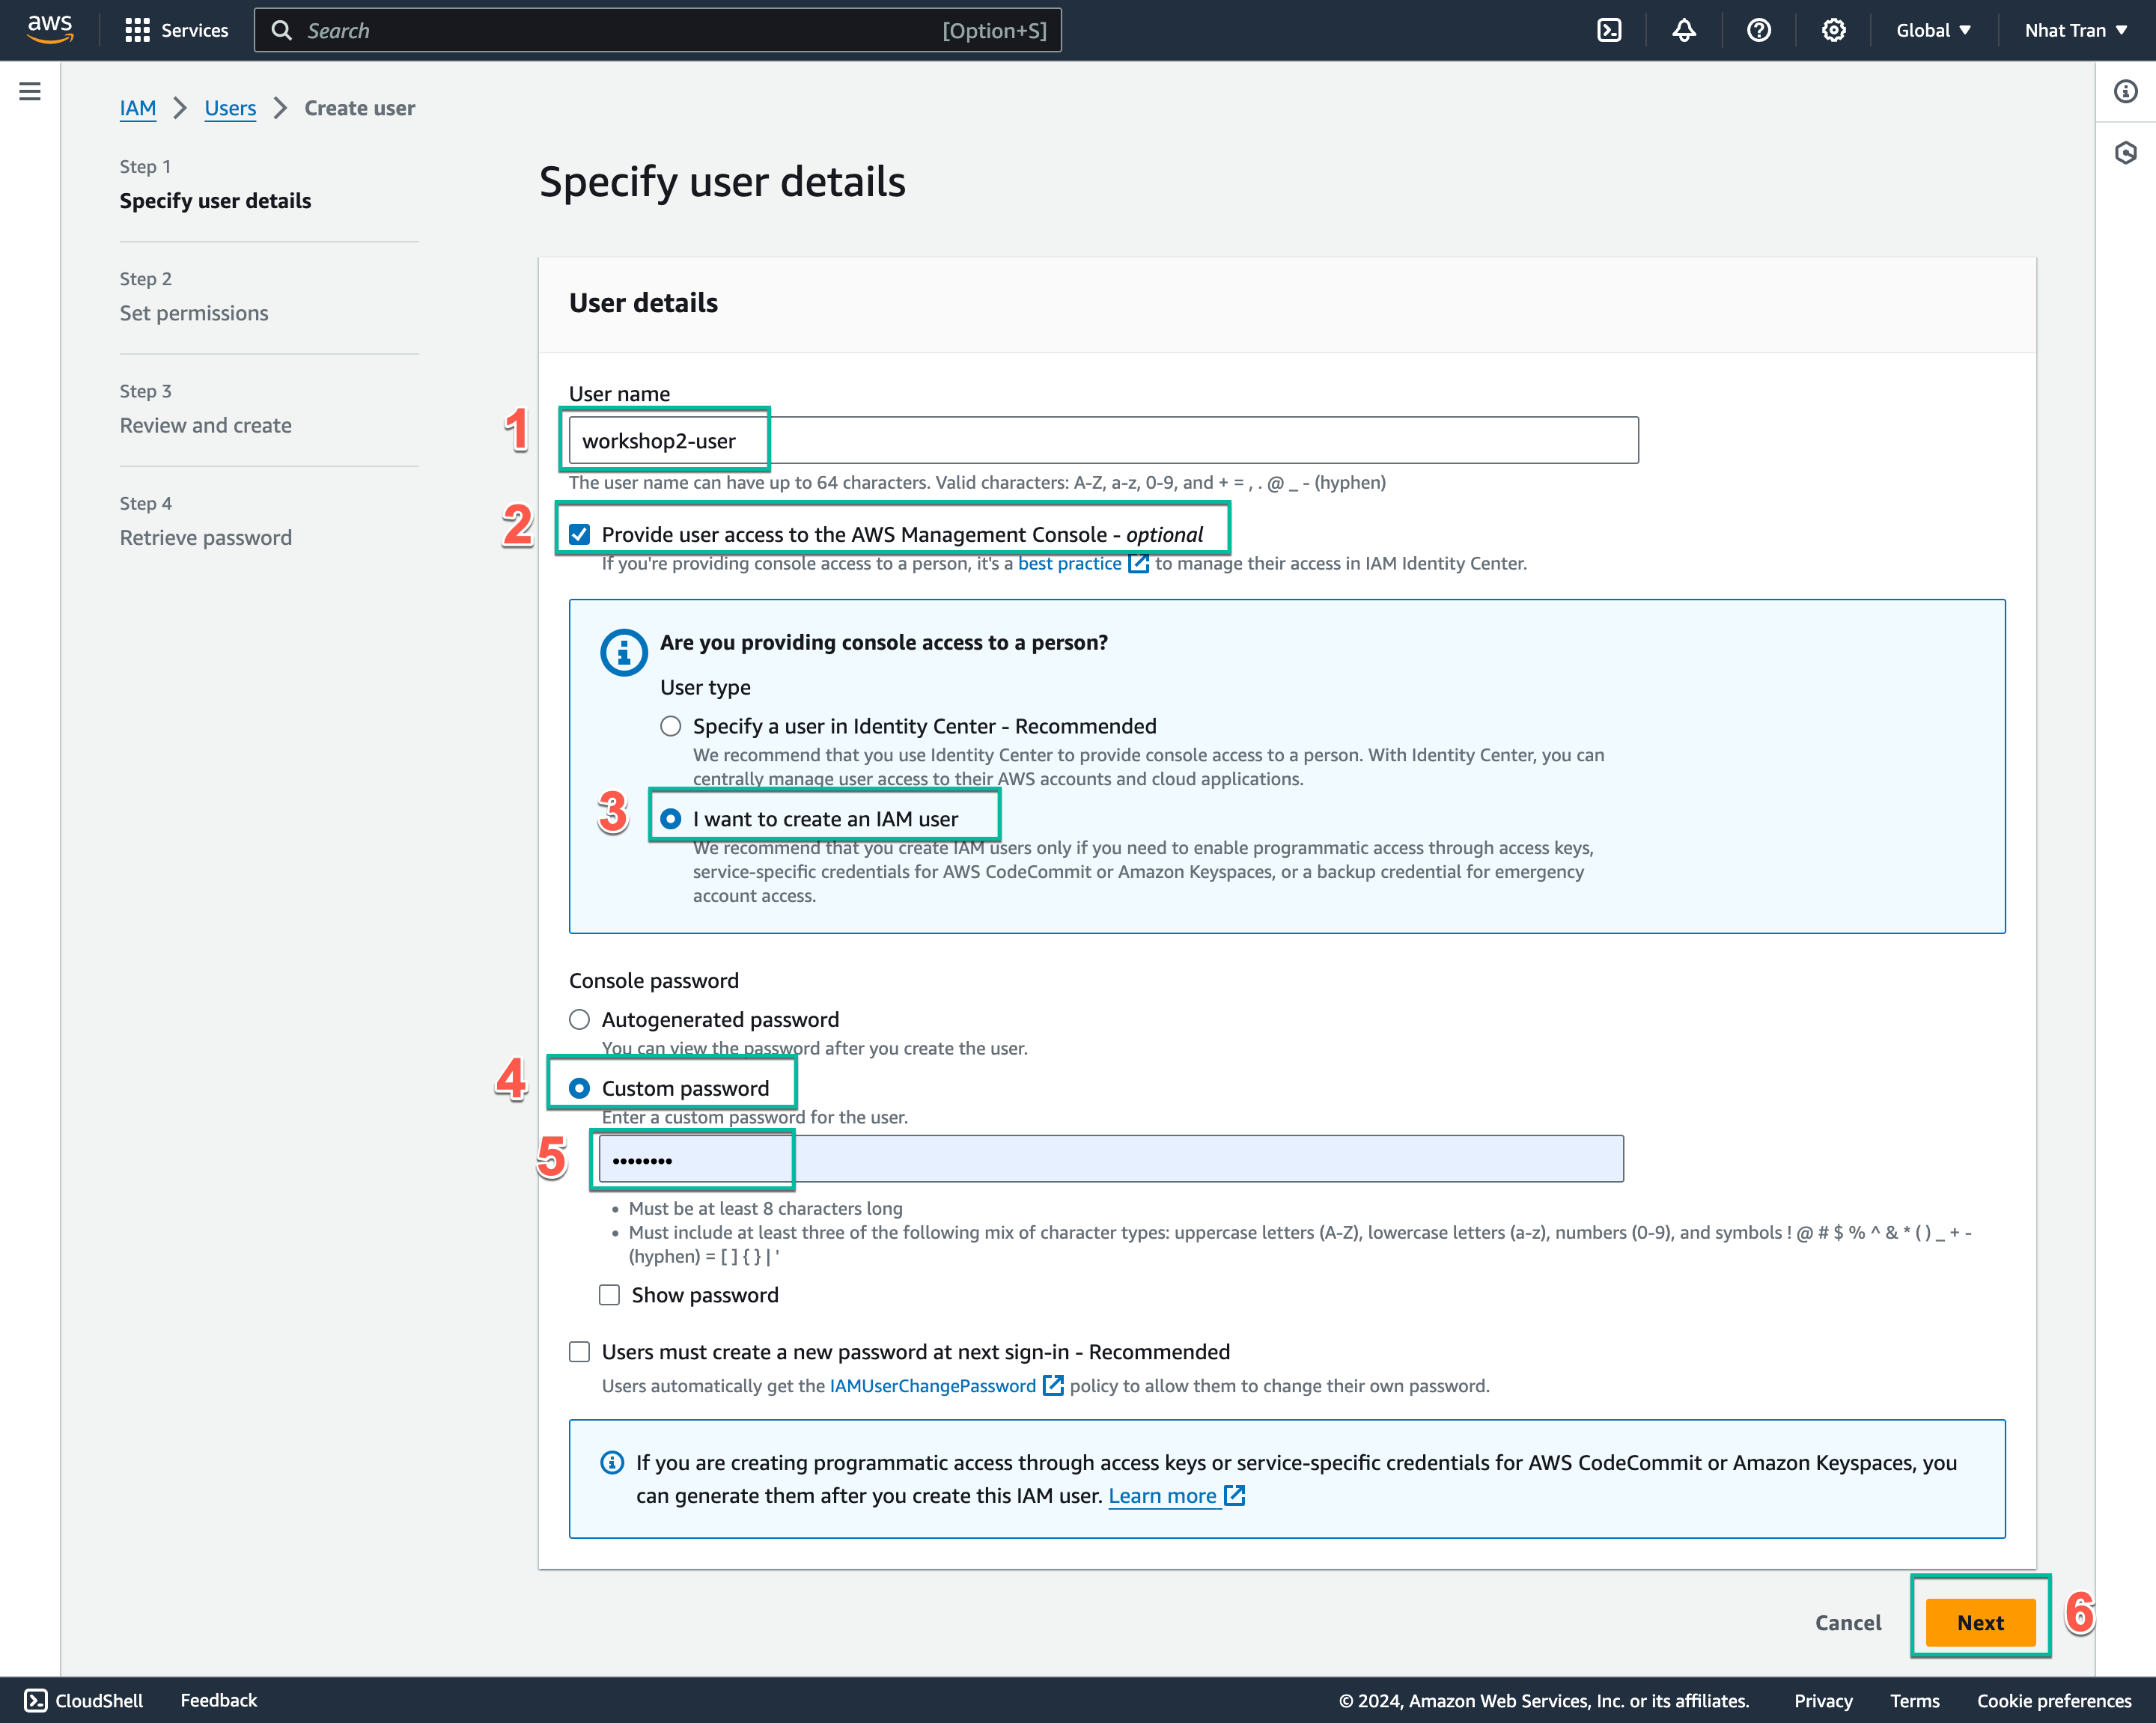 aws
Services
Search
[Option+S]
Global
Nhat Tran
IAM
Users
Create user
Step 1
Specify user details
Step 2
Set permissions
Step 3
Review and create
Step 4
Retrieve password
Specify user details
User details
User name
1
workshop2-user
The user name can have up to 64 characters. Valid characters: A-Z, a-z, 0-9, and + = , . @ _ - (hyphen)
2
Provide user access to the AWS Management Console - optional
If you're providing console access to a person, it's a best practice to manage their access in IAM Identity Center.
Are you providing console access to a person?
User type
Specify a user in Identity Center - Recommended
We recommend that you use Identity Center to provide console access to a person. With Identity Center, you can
centrally manage user access to their AWS accounts and cloud applications.
3
I want to create an IAM user
We recommend that you create IAM users only if you need to enable programmatic access through access keys,
service-specific credentials for AWS CodeCommit or Amazon Keyspaces, or a backup credential for emergency
account access.
Console password
Autogenerated password
You can view the password after you create the user.
4
Custom password
Enter a custom password for the user.
5
••••••••
• Must be at least 8 characters long
• Must include at least three of the following mix of character types: uppercase letters (A-Z), lowercase letters (a-z), numbers (0-9), and symbols ! @ # $ % ^ & * ( ) _ + -
(hyphen) = [ ] { } | '
Show password
Users must create a new password at next sign-in - Recommended
Users automatically get the IAMUserChangePassword policy to allow them to change their own password.
If you are creating programmatic access through access keys or service-specific credentials for AWS CodeCommit or Amazon Keyspaces, you
can generate them after you create this IAM user. Learn more
Cancel
Next
6
CloudShell
Feedback
© 2024, Amazon Web Services, Inc. or its affiliates.
Privacy
Terms
Cookie preferences